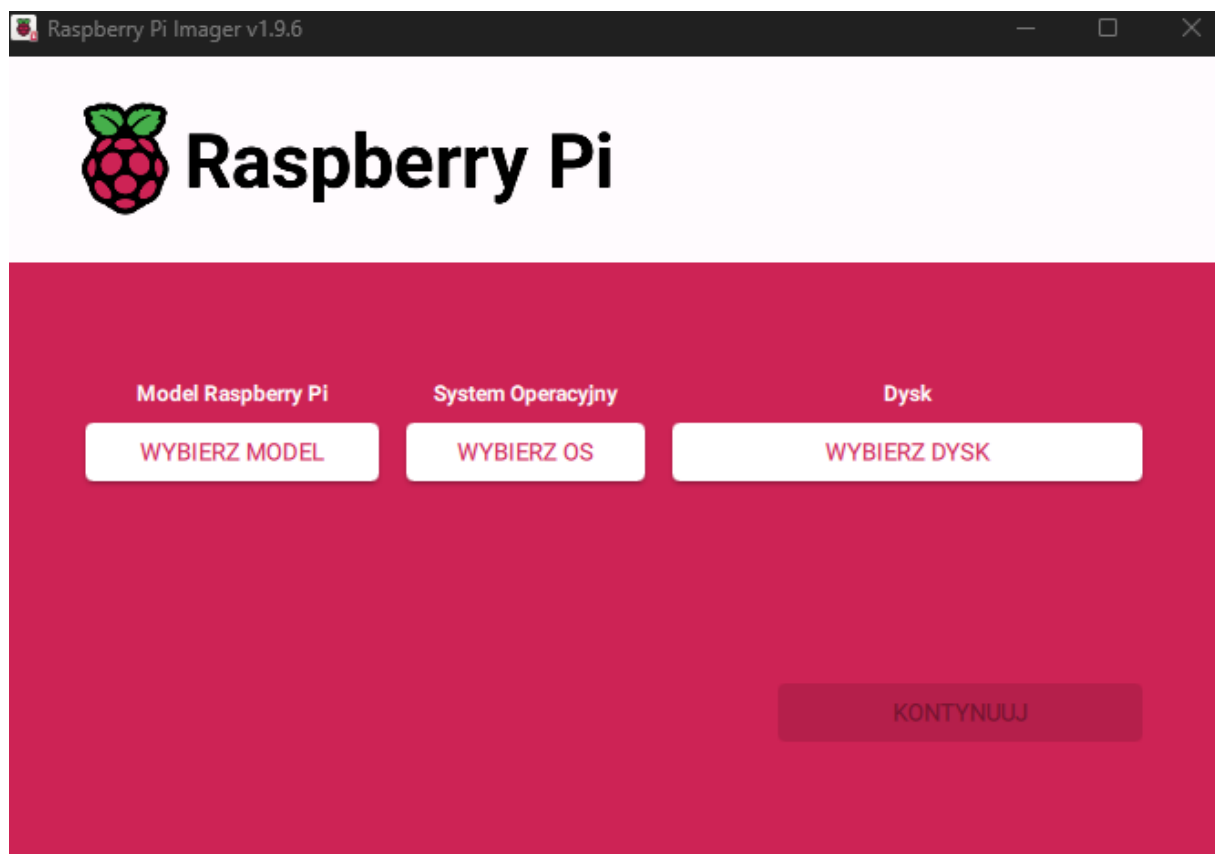 Raspberry Pi Imager v1.9.6
Raspberry Pi
Model Raspberry Pi
System Operacyjny
Dysk
WYBIERZ MODEL
WYBIERZ OS
WYBIERZ DYSK
KONTYNUUJ